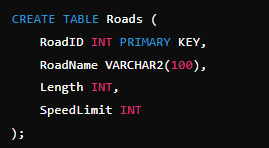 CREATE TABLE Roads (
RoadID INT PRIMARY KEY,
RoadName VARCHAR2(100),
Length INT,
SpeedLimit INT
);